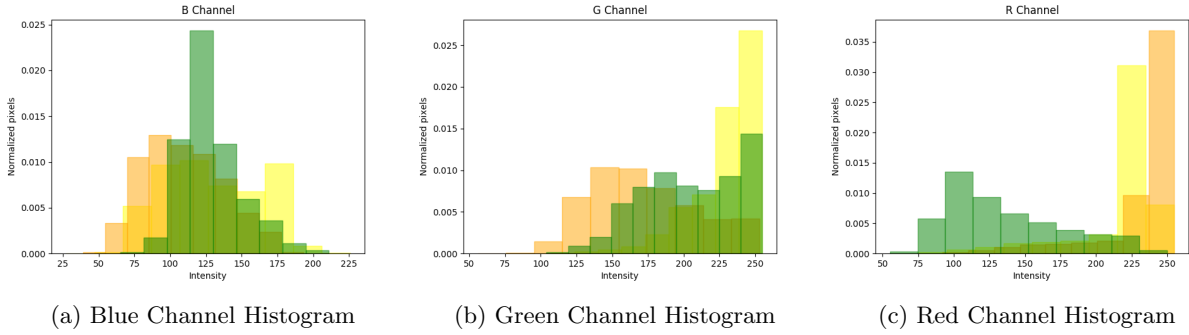 B Channel
0.025
0.020
0.015
0.010
0.005
0.000
Normalized pixels
25 50 75 100 125 150 175 200 225
Intensity
(a) Blue Channel Histogram
G Channel
0.025
0.020
0.015
0.010
0.005
0.000
Normalized pixels
50 75 100 125 150 175 200 225 250
Intensity
(b) Green Channel Histogram
R Channel
0.035
0.030
0.025
0.020
0.015
0.010
0.005
0.000
Normalized pixels
50 75 100 125 150 175 200 225 250
Intensity
(c) Red Channel Histogram